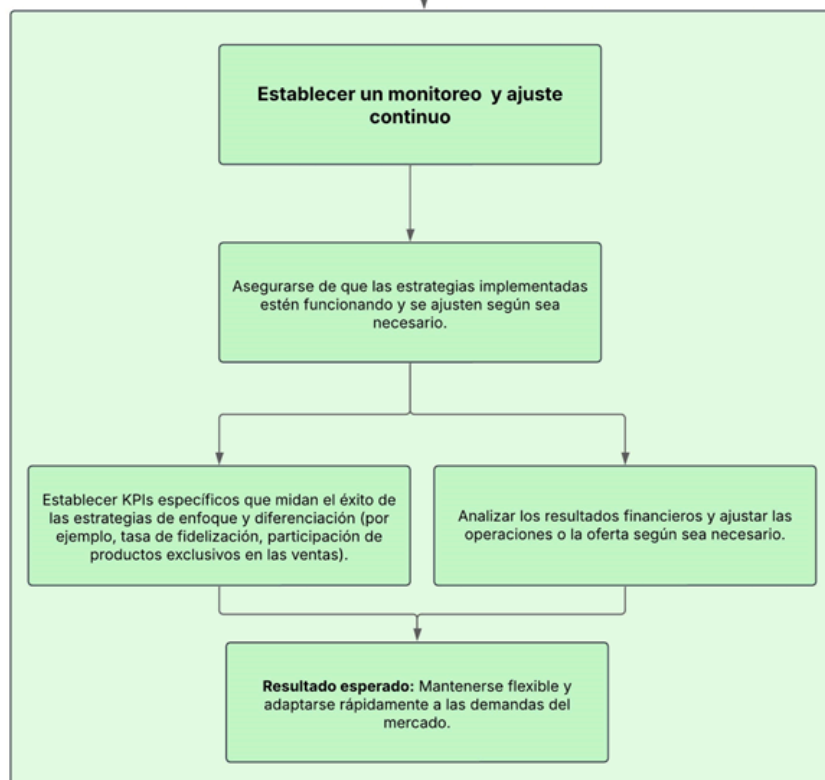 Establecer un monitoreo y ajuste
continuo
Asegurarse de que las estrategias implementadas
estén funcionando y se ajusten según sea
necesario.
Establecer KPIs específicos que midan el éxito de
las estrategias de enfoque y diferenciación (por
ejemplo, tasa de fidelización, participación de
productos exclusivos en las ventas).
Analizar los resultados financieros y ajustar las
operaciones o la oferta según sea necesario.
Resultado esperado: Mantenerse flexible y
adaptarse rápidamente a las demandas del
mercado.